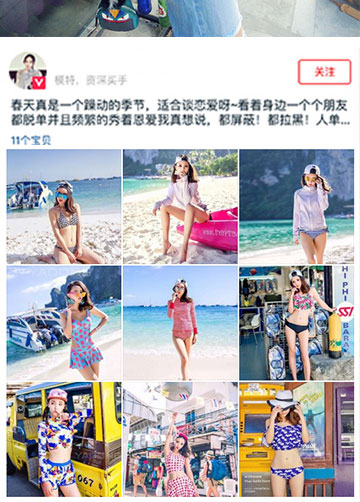 模特，资深买手
关注
春天真是一个躁动的季节，适合谈恋爱呀~看着身边一个个朋友
都脱单并且频繁的秀着恩爱我真想说，都屏蔽！都拉黑！人单...
11个宝贝
HIPHI
SSI
067